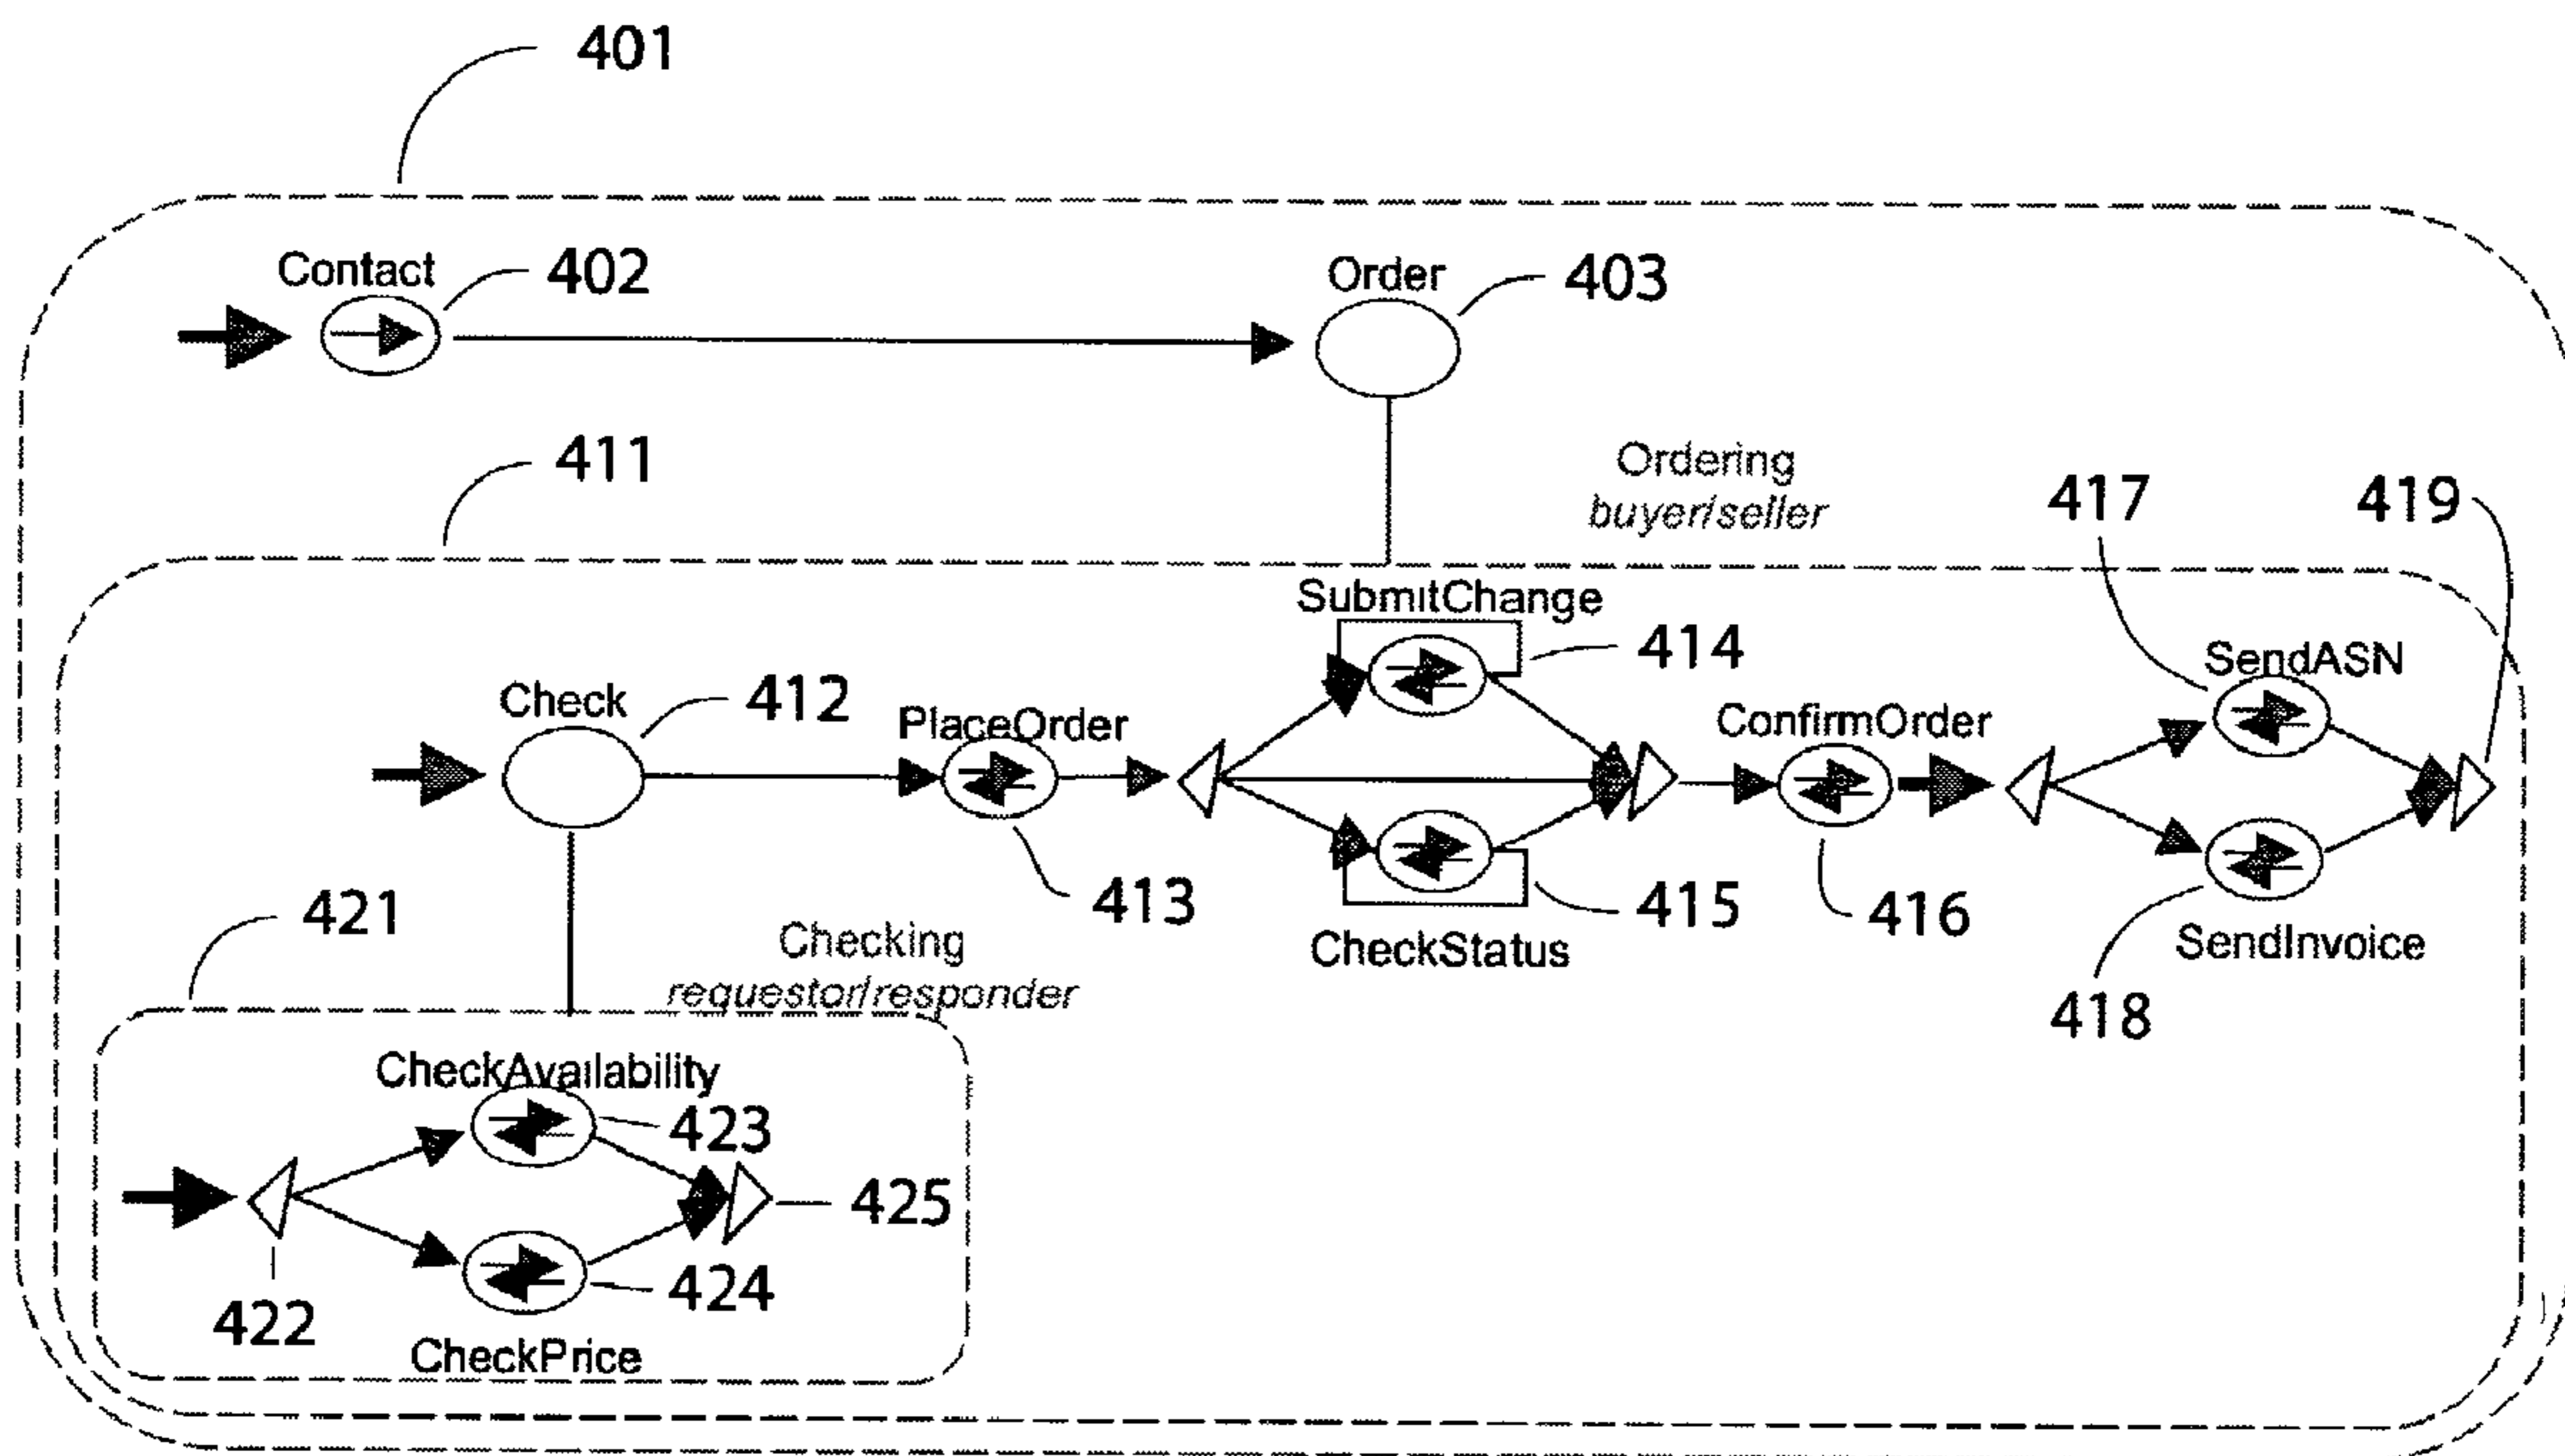 401
Contact
402
Order
403
411
Ordering
buyer/seller
417
419
SubmitChange
414
SendASN
Check
412
PlaceOrder
ConfirmOrder
413
415
416
CheckStatus
SendInvoice
418
421
Checking
requestor/responder
CheckAvailability
423
425
424
422
CheckPrice